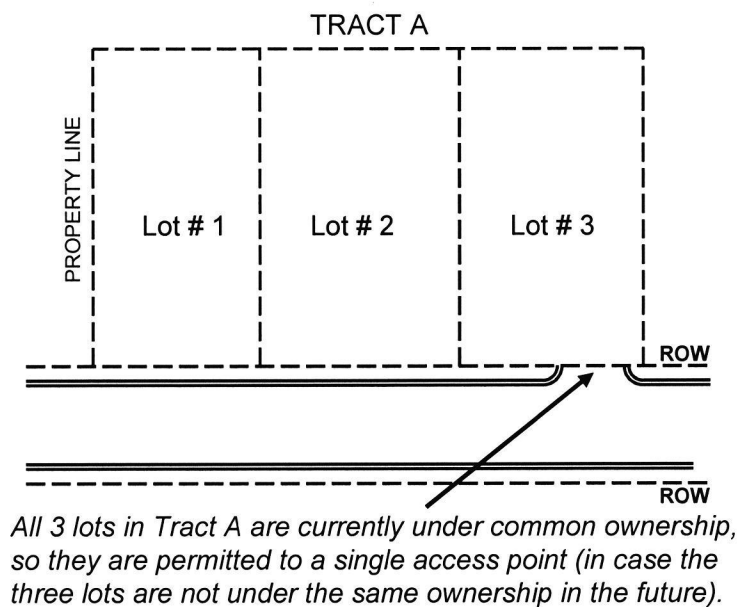 TRACT A
PROPERTY LINE
Lot # 1
Lot # 2
Lot # 3
ROW
ROW
All 3 lots in Tract A are currently under common ownership,
so they are permitted to a single access point (in case the
three lots are not under the same ownership in the future).